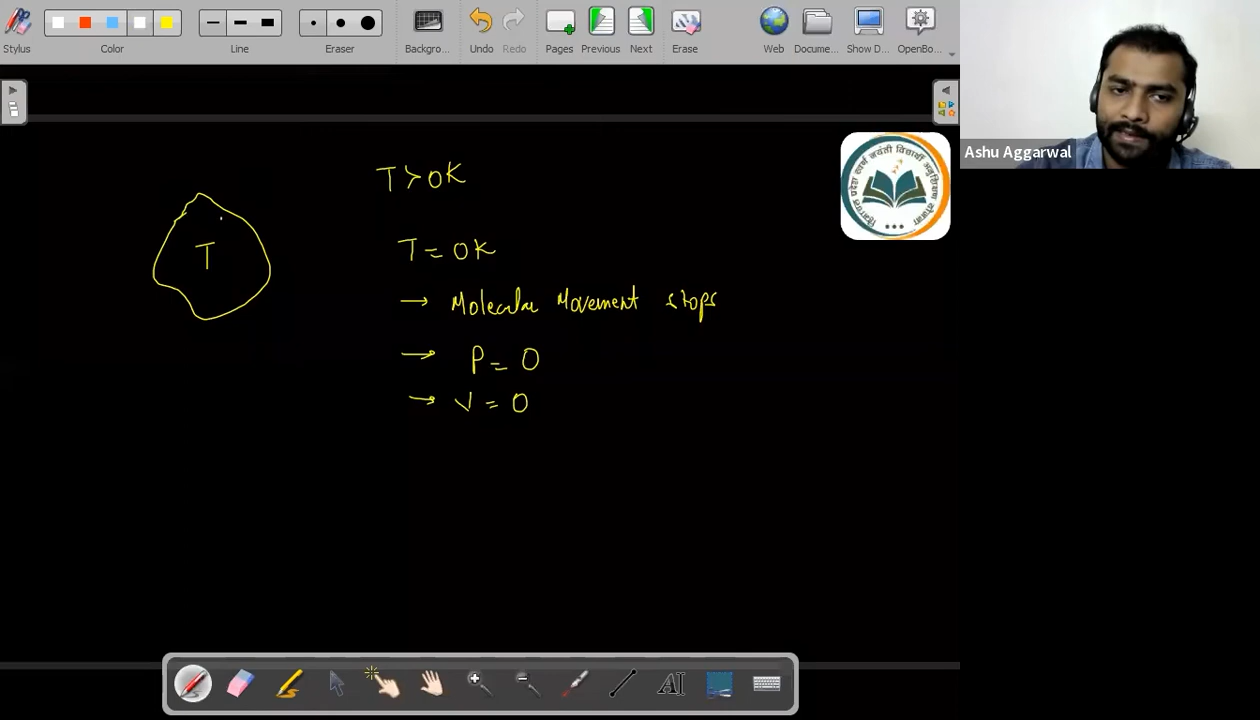 Stylus
Color
Line
Eraser
Backgro...
Undo
Redo
Pages
Previous
Next
Erase
Web
Docume...
Show D...
OpenBo...
Ashu Aggarwal
T > 0K
T
T = 0K
→ Molecular Movement stops
→ P = 0
→ V = 0
AI